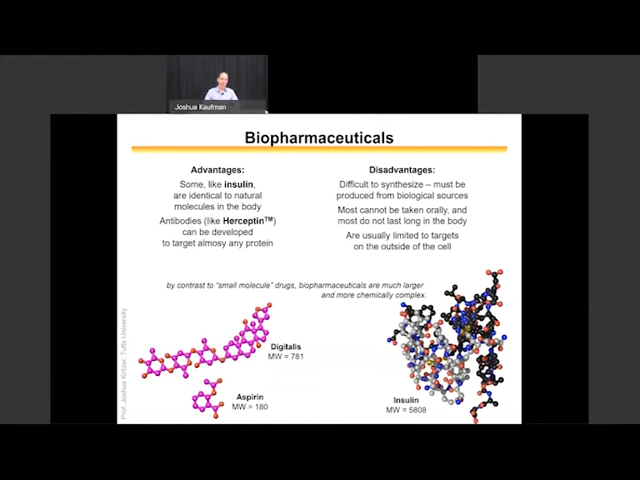 Joshua Kaufman
Biopharmaceuticals
Advantages:
Some, like insulin,
are identical to natural
molecules in the body
Antibodies (like Herceptin™)
can be developed
to target almosy any protein
Disadvantages:
Difficult to synthesize – must be
produced from biological sources
Most cannot be taken orally, and
most do not last long in the body
Are usually limited to targets
on the outside of the cell
by contrast to "small molecule" drugs, biopharmaceuticals are much larger
and more chemically complex.
Digitalis
MW = 781
Aspirin
MW = 180
Insulin
MW = 5808
Prof. Joshua Kritzer, Tufts University